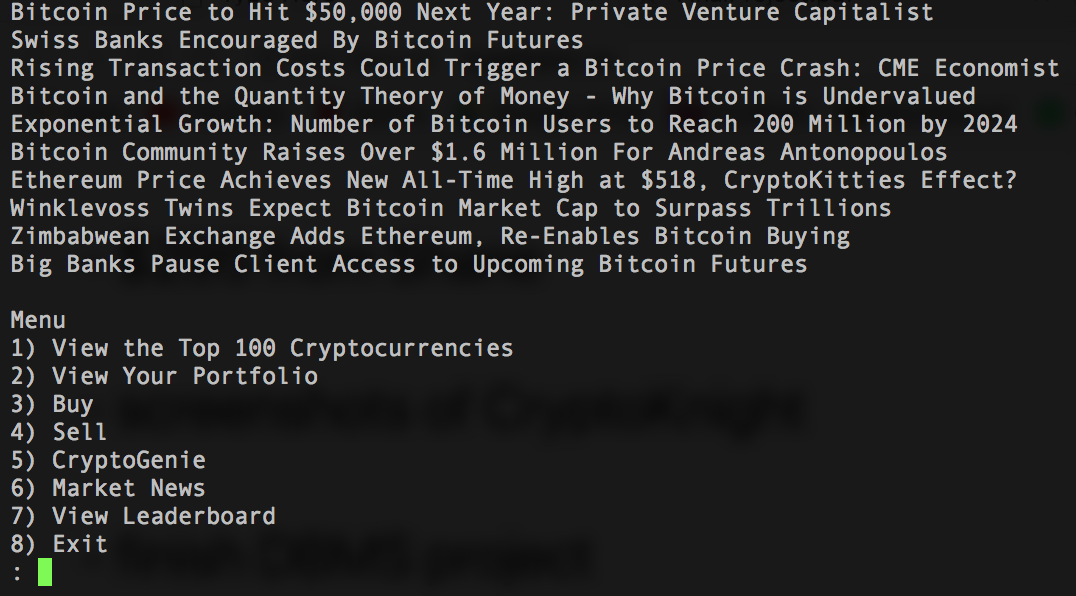 Bitcoin Price to Hit $50,000 Next Year: Private Venture Capitalist
Swiss Banks Encouraged By Bitcoin Futures
Rising Transaction Costs Could Trigger a Bitcoin Price Crash: CME Economist
Bitcoin and the Quantity Theory of Money - Why Bitcoin is Undervalued
Exponential Growth: Number of Bitcoin Users to Reach 200 Million by 2024
Bitcoin Community Raises Over $1.6 Million For Andreas Antonopoulos
Ethereum Price Achieves New All-Time High at $518, CryptoKitties Effect?
Winklevoss Twins Expect Bitcoin Market Cap to Surpass Trillions
Zimbabwean Exchange Adds Ethereum, Re-Enables Bitcoin Buying
Big Banks Pause Client Access to Upcoming Bitcoin Futures
Menu
1) View the Top 100 Cryptocurrencies
2) View Your Portfolio
3) Buy
screenshots of CryptoKnight
4) Sell
5) CryptoGenie
6) Market News
7) View Leaderboard
8) Exit
finish DBMS project
: